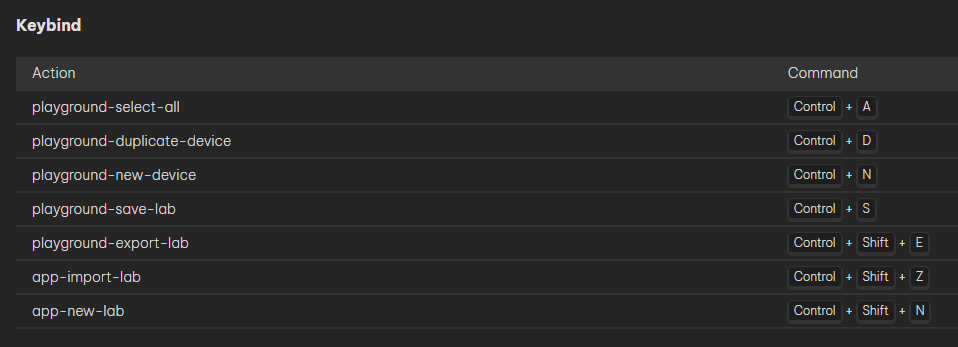 Keybind
Action Command
playground-select-all Control + A
playground-duplicate-device Control + D
playground-new-device Control + N
playground-save-lab Control + S
playground-export-lab Control + Shift + E
app-import-lab Control + Shift + Z
app-new-lab Control + Shift + N